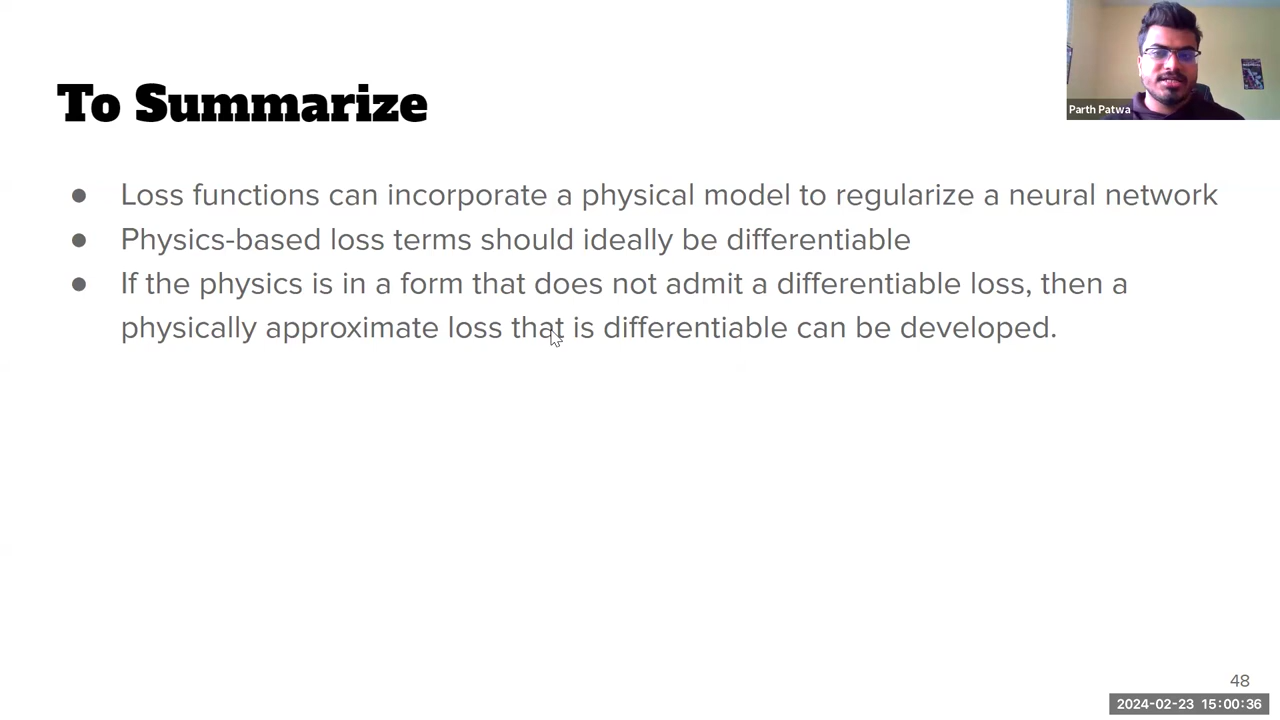 To Summarize
Parth Patwa
● Loss functions can incorporate a physical model to regularize a neural network
● Physics-based loss terms should ideally be differentiable
● If the physics is in a form that does not admit a differentiable loss, then a
physically approximate loss that is differentiable can be developed.
48
2024-02-23 15:00:36